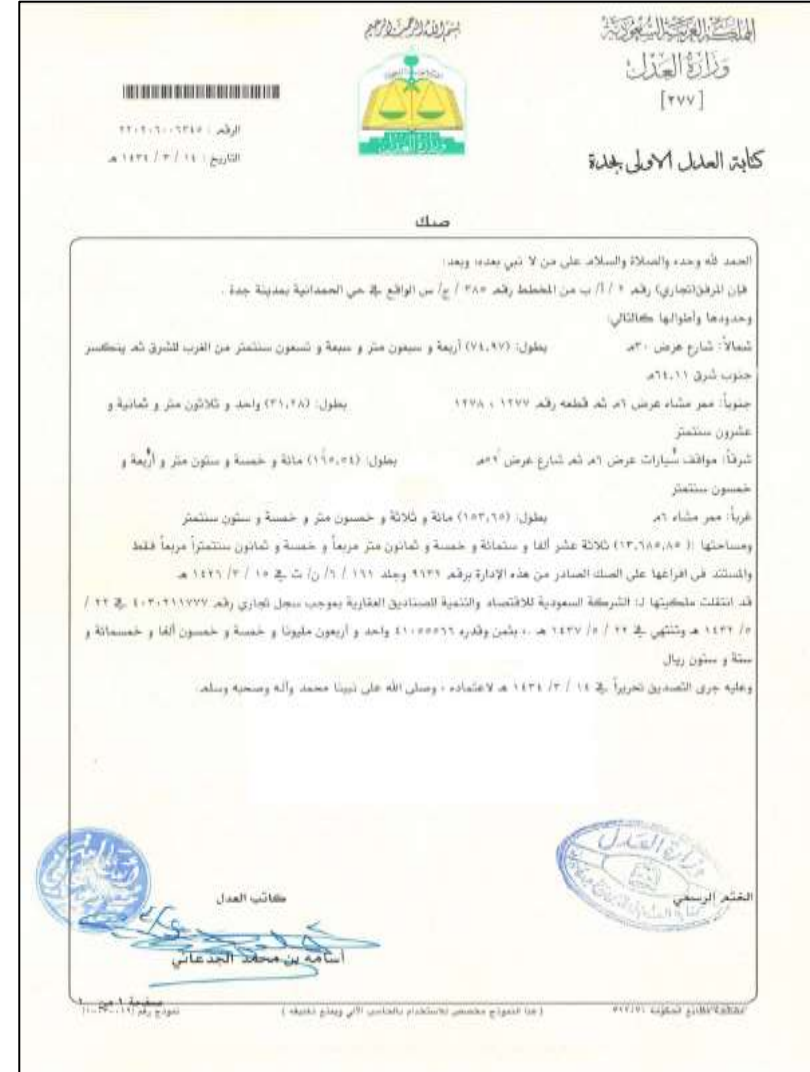 بسم الله الرحمن الرحيم
المملكة العربية السعودية
وزارة العدل
[٢٧٧]
كتابة العدل الاولى بجدة
الرقم : ٢٢٠٢٠٦٠٠٦٣٤٥
التاريخ : ١٤ / ٣ / ١٤٣٤ هـ
وزارة العدل
صك
الحمد لله وحده والصلاة والسلام على من لا نبي بعده، وبعد:
فإن المرفق(تجاري) رقم ٢ / أ/ ب من المخطط رقم ٣٨٥ / ج/ س الواقع في حي الحمدانية بمدينة جدة .
وحدودها وأطوالها كالتالي:
شمالاً: شارع عرض ٣٠م بطول: (٧٤,٩٧) أربعة و سبعون متر و سبعة و تسعون سنتمتر من الغرب للشرق ثم ينكسر
جنوب شرق ٦٤,١١م
جنوباً: ممر مشاه عرض ٦م ثم قطعه رقم ١٢٧٧ ، ١٢٧٨ بطول: (٣١,٢٨) واحد و ثلاثون متر و ثمانية و
عشرون سنتمتر
شرقاً: مواقف سيارات عرض ٦م ثم شارع عرض ٥٢م بطول: (١٦٥,٥٤) مائة و خمسة و ستون متر و أربعة و
خمسون سنتمتر
غرباً: ممر مشاه ٦م بطول: (١٥٣,٦٥) مائة و ثلاثة و خمسون متر و خمسة و ستون سنتمتر
ومساحتها :( ١٣,٦٨٥,٨٥) ثلاثة عشر ألفا و ستمائة و خمسة و ثمانون متر مربعاً و خمسة و ثمانون سنتمتراً مربعاً فقط
والمستند في افراغها على الصك الصادر من هذه الإدارة برقم ٩٦٣٦ وجلد ١٦١ / ٦/ ن/ ث في ١٥ / ٣/ ١٤٢٦ هـ
قد انتقلت ملكيتها لـ: الشركة السعودية للاقتصاد والتنمية للصناديق العقارية بموجب سجل تجاري رقم ٤٠٣٠٢١١٧٧٧ في ٢٢ /
٥/ ١٤٣٢ هـ وتنتهي في ٢٢ / ٥/ ١٤٣٧ هـ ،، بثمن وقدره ٤١٠٥٥٥٦٦ واحد و أربعون مليونا و خمسة و خمسون ألفا و خمسمائة و
ستة و ستون ريال
وعليه جرى التصديق تحريراً في ١٤ / ٣/ ١٤٣٤ هـ لاعتماده ، وصلى الله على نبينا محمد وآله وصحبه وسلم.
وزارة العدل
الختم الرسمي
كاتب العدل
أسامه بن محمد الجدعاني
صفحة ١ من ١
( هذا النموذج مخصص للاستخدام بالحاسب الآلي ويمنع تغليفه )